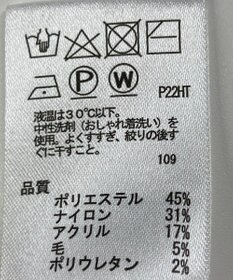 P W
P22HT
液温は30℃以下。
中性洗剤（おしゃれ着洗い）を
使用。よくすすぎ、絞りの後す
ぐに干すこと。
109
品質
ポリエステル 45%
ナイロン 31%
アクリル 17%
毛 5%
ポリウレタン 2%